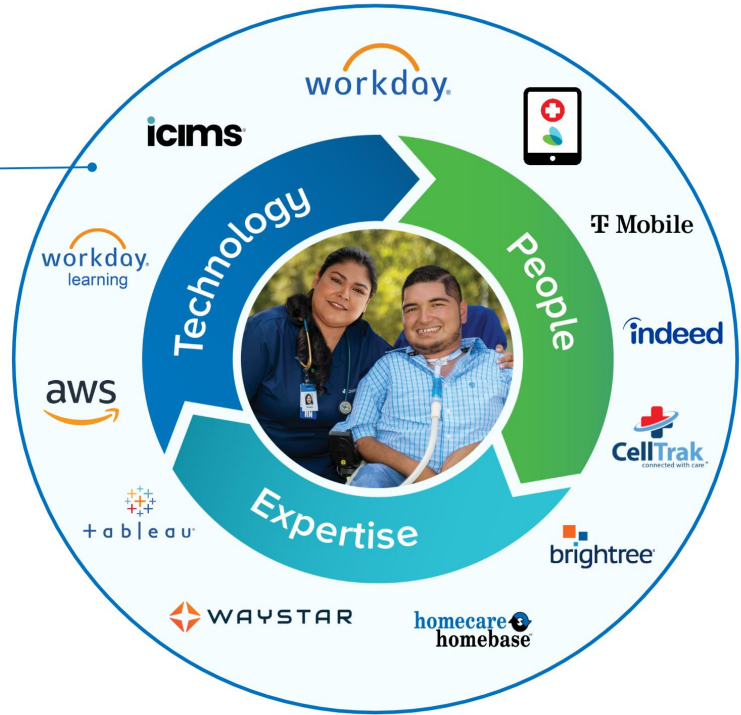 workday.
icims
T Mobile
workday.
learning
indeed
aws
CellTrak
connected with care™
tableau
brightree
WAYSTAR
homecare
homebase
Technology
People
Expertise
RN